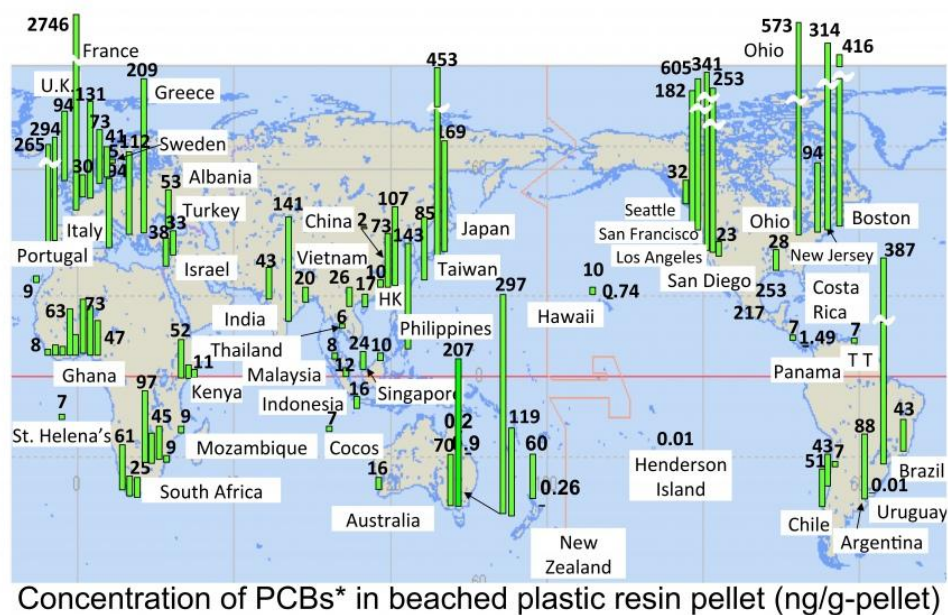 2746
France
573
314
Ohio
416
U.K.
209
453
605
341
253
94
131
Greece
182
73
294
41
112
Sweden
169
265
5
94
94
30
Albania
32
53
141
107
Turkey
China
2
85
Japan
Seattle
Boston
33
73
Italy
San Francisco
Ohio
38
143
23
New Jersey
Portugal
Israel
Vietnam
Taiwan
Los Angeles
28
387
43
10
San Diego
9
20
26
10
297
17
HK
0.74
253
Costa
Rica
63
73
India
Hawaii
217
Philippines
6
7
1.49
7
47
52
Thailand
8
24
10
207
Panama
T T
8
11
Malaysia
12
Ghana
Kenya
Singapore
97
Indonesia
16
7
45
9
7
0.2
119
43
St. Helena's
61
Mozambique
Cocos
0.01
88
9
70
0.9
60
Henderson
Island
43
7
51
Brazil
25
16
0.26
0.01
0
South Africa
Uruguay
Australia
Chile
Argentina
New
Zealand
60
Concentration of PCBs* in beached plastic resin pellet (ng/g-pellet)